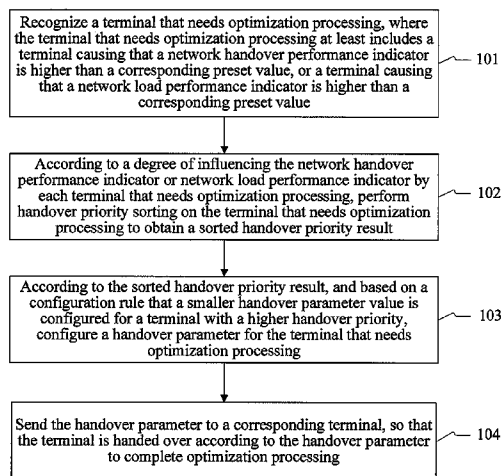 Recognize a terminal that needs optimization processing, where
the terminal that needs optimization processing at least includes a
terminal causing that a network handover performance indicator
is higher than a corresponding preset value, or a terminal causing
that a network load performance indicator is higher than a
corresponding preset value
101
According to a degree of influencing the network handover
performance indicator or network load performance indicator by
each terminal that needs optimization processing, perform
handover priority sorting on the terminal that needs optimization
processing to obtain a sorted handover priority result
102
According to the sorted handover priority result, and based on a
configuration rule that a smaller handover parameter value is
configured for a terminal with a higher handover priority,
configure a handover parameter for the terminal that needs
optimization processing
103
Send the handover parameter to a corresponding terminal, so that
the terminal is handed over according to the handover parameter
to complete optimization processing
104